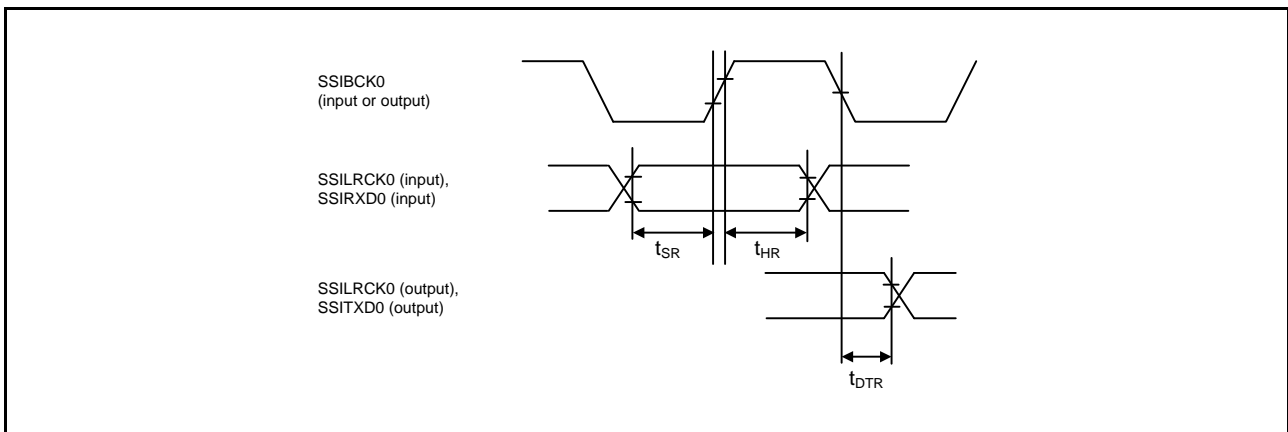 SSIBCK0
(input or output)
SSILRCK0 (input),
SSIRXD0 (input)
tSR
tHR
SSILRCK0 (output),
SSITXD0 (output)
tDTR